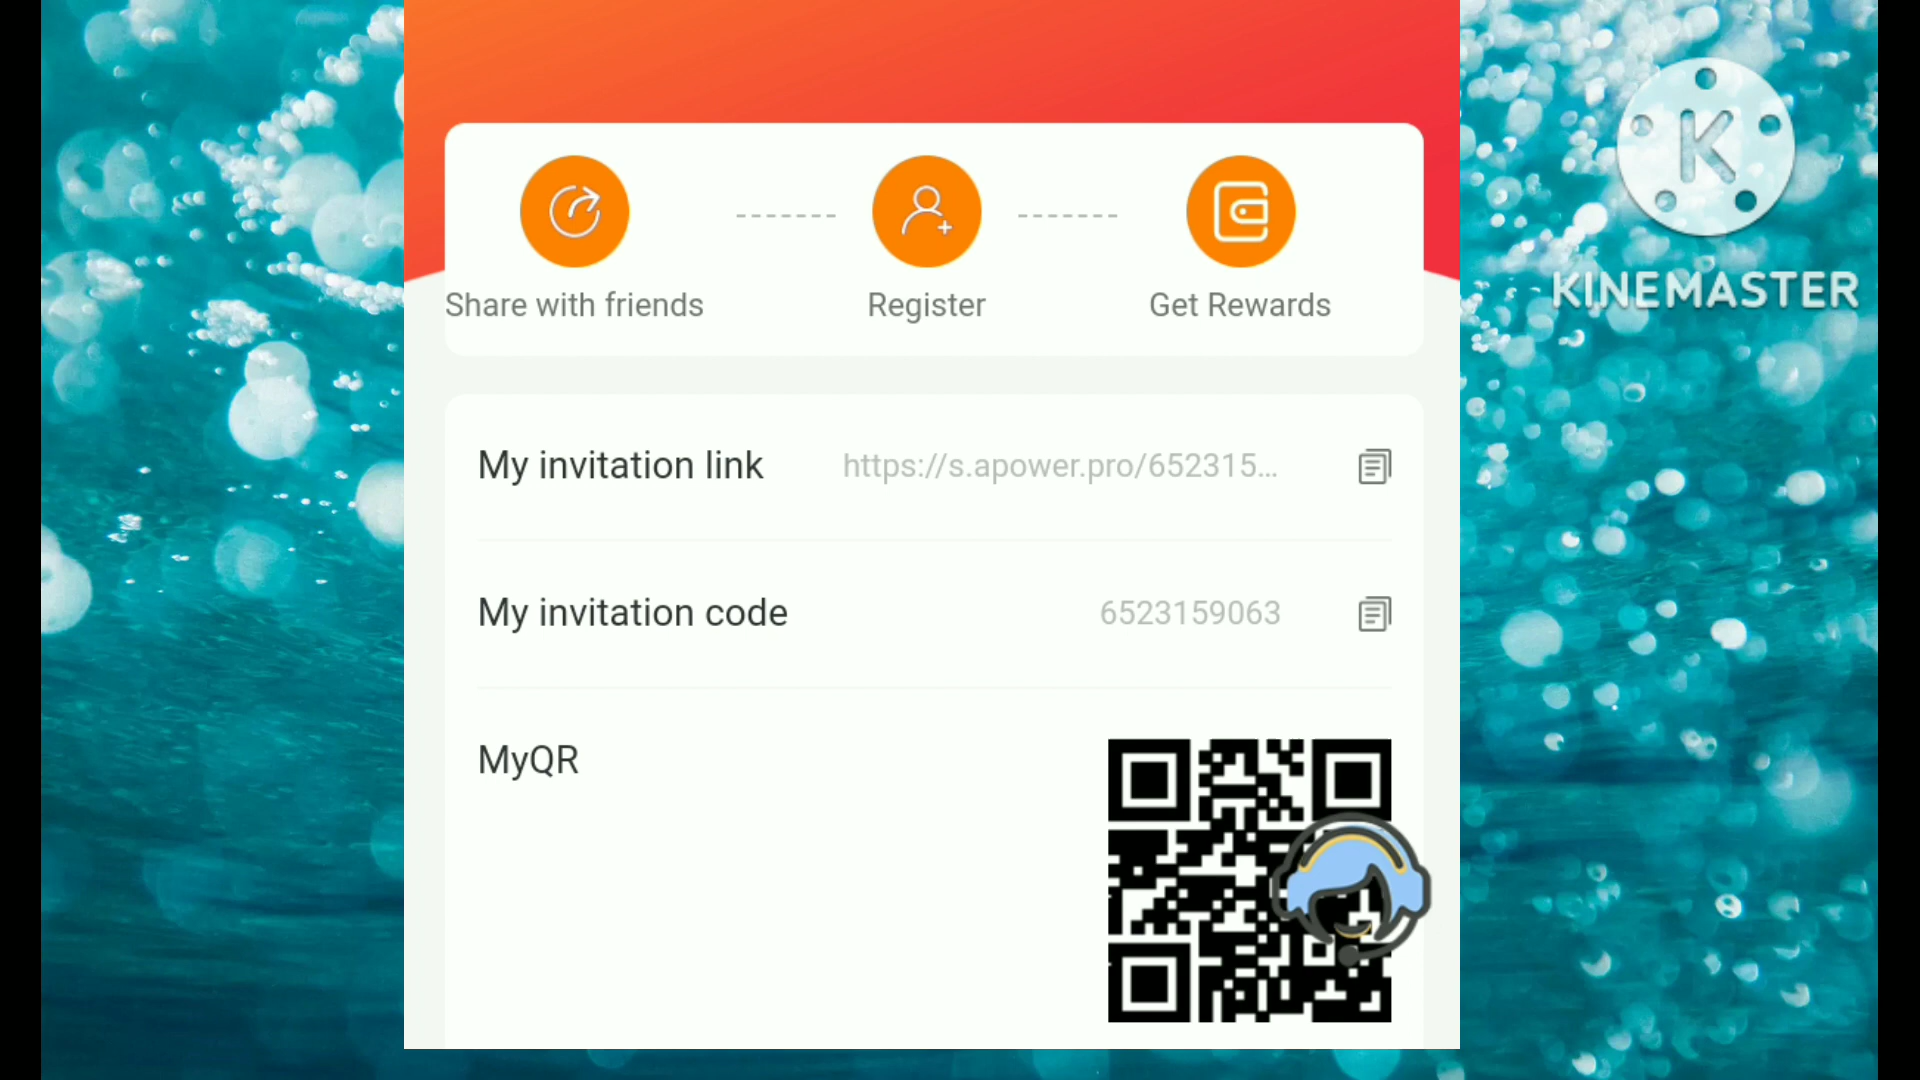 KINEMASTER
Share with friends
Register
Get Rewards
My invitation link
https://s.apower.pro/652315...
My invitation code
6523159063
MyQR